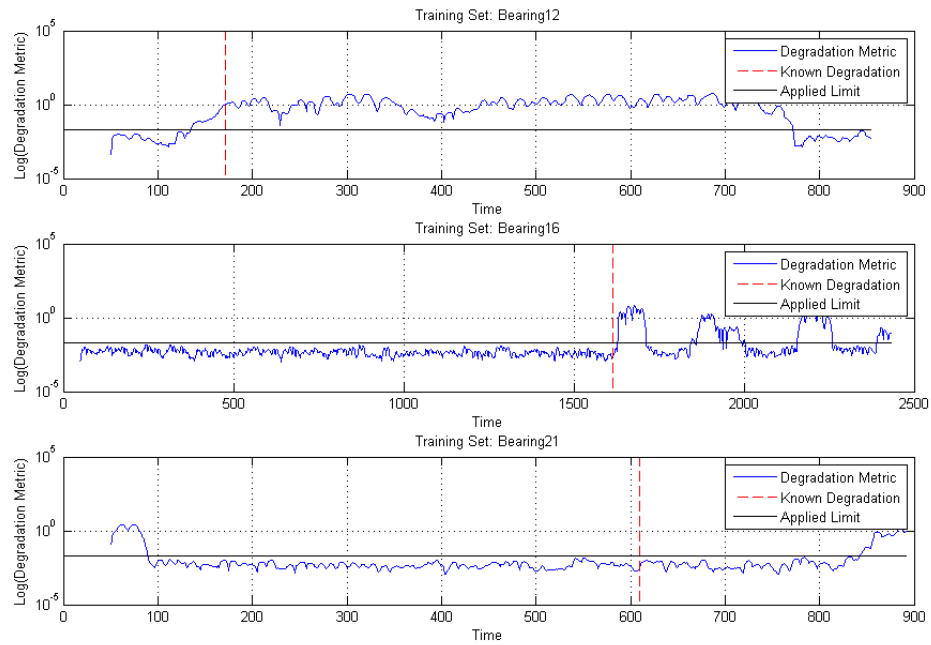 Training Set: Bearing12
Log(Degradation Metric)
10^5
10^0
10^-5
Degradation Metric
Known Degradation
Applied Limit
0 100 200 300 400 500 600 700 800 900
Time
Training Set: Bearing16
Log(Degradation Metric)
10^5
10^0
10^-5
Degradation Metric
Known Degradation
Applied Limit
500 1000 1500 2000 2500
Time
Training Set: Bearing21
Log(Degradation Metric)
10^5
10^0
10^-5
Degradation Metric
Known Degradation
Applied Limit
0 100 200 300 400 500 600 700 800
Time